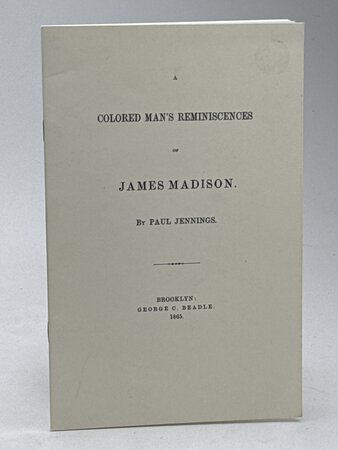 A
COLORED MAN'S REMINISCENCES
OF
JAMES MADISON.
BY PAUL JENNINGS.
BROOKLYN:
GEORGE C. BEADLE.
1865.